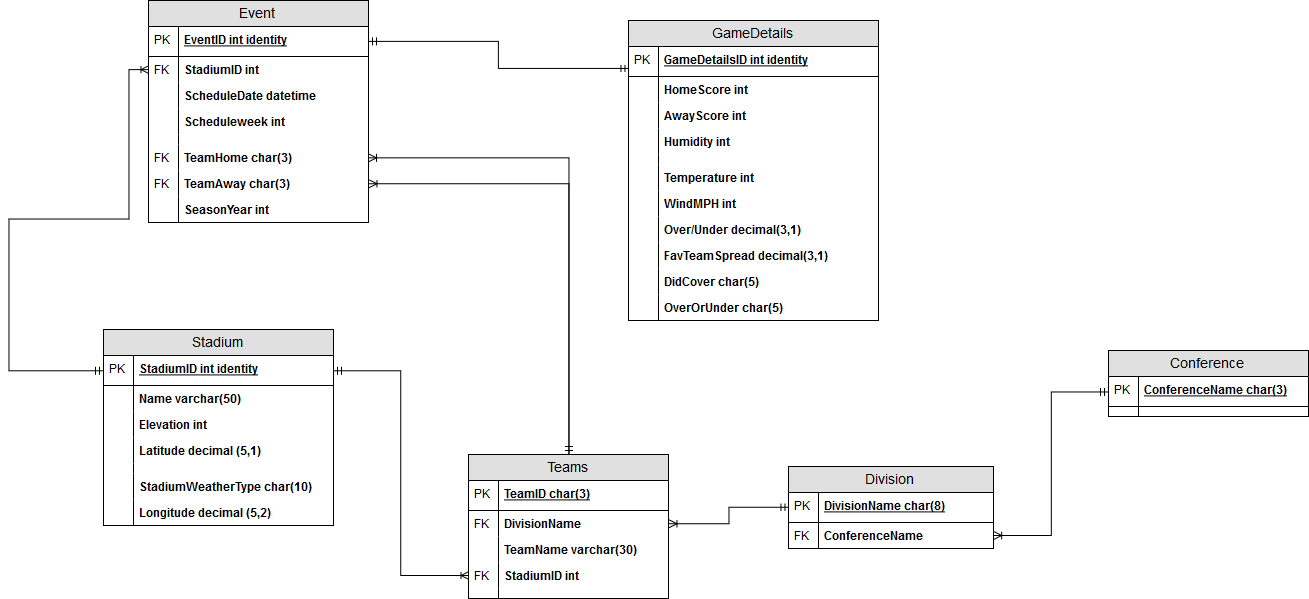 Event
PK EventID int identity
FK StadiumID int
ScheduleDate datetime
Scheduleweek int
FK TeamHome char(3)
FK TeamAway char(3)
SeasonYear int
GameDetails
PK GameDetailsID int identity
HomeScore int
AwayScore int
Humidity int
Temperature int
WindMPH int
Over/Under decimal(3,1)
FavTeamSpread decimal(3,1)
DidCover char(5)
OverOrUnder char(5)
Stadium
PK StadiumID int identity
Name varchar(50)
Elevation int
Latitude decimal (5,1)
StadiumWeatherType char(10)
Longitude decimal (5,2)
Teams
PK TeamID char(3)
FK DivisionName
TeamName varchar(30)
FK StadiumID int
Division
PK DivisionName char(8)
FK ConferenceName
Conference
PK ConferenceName char(3)